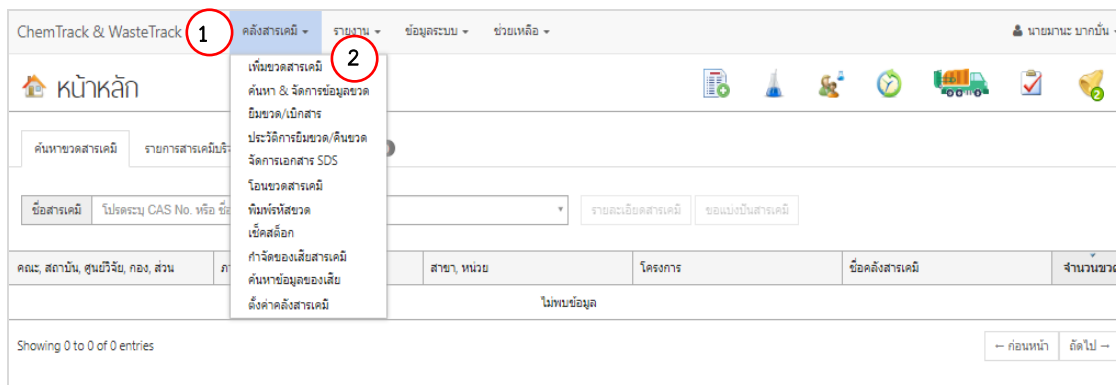 ChemTrack & WasteTrack 1 คลังสารเคมี รายงาน ข้อมูลระบบ ช่วยเหลือ นายมานะ บากบั่น
2
เพิ่มขวดสารเคมี
หน้าหลัก
ค้นหา & จัดการข้อมูลขวด
ยืมขวด/เบิกสาร
ประวัติการยืมขวด/คืนขวด
ค้นหาขวดสารเคมี รายการสารเคมีบริจ
จัดการเอกสาร SDS
โอนขวดสารเคมี
ชื่อสารเคมี โปรดระบุ CAS No. หรือ ชื่อ พิมพ์รหัสขวด รายละเอียดสารเคมี ขอแบ่งปันสารเคมี
เช็คสต็อก
กำจัดของเสียสารเคมี
คณะ, สถาบัน, ศูนย์วิจัย, กอง, ส่วน สาขา, หน่วย โครงการ ชื่อคลังสารเคมี จำนวนขวด
ค้นหาข้อมูลของเสีย
ตั้งค่าคลังสารเคมี
ไม่พบข้อมูล
Showing 0 to 0 of 0 entries ← ก่อนหน้า ถัดไป →